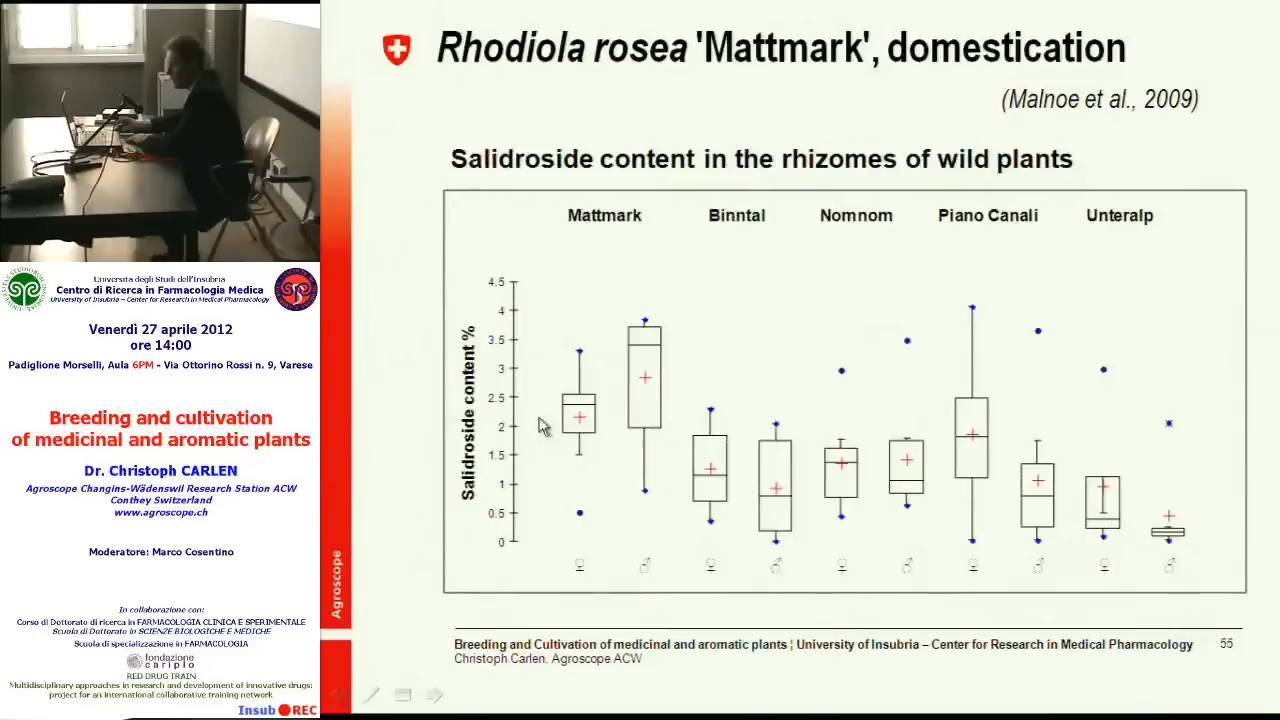 Rhodiola rosea 'Mattmark', domestication
(Malnoe et al., 2009)
Salidroside content in the rhizomes of wild plants
Mattmark Binntal Nomnom Piano Canali Unteralp
Salidroside content %
4.5
4
3.5
3
2.5
2
1.5
1
0.5
0
♀ ♂ ♀ ♂ ♀ ♂ ♀ ♂ ♀ ♂
Agroscope
Breeding and Cultivation of medicinal and aromatic plants ¦ University of Insubria – Center for Research in Medical Pharmacology 55
Christoph Carlen, Agroscope ACW
Università degli Studi dell'Insubria
Centro di Ricerca in Farmacologia Medica
University of Insubria – Center for Research in Medical Pharmacology
Venerdì 27 aprile 2012
ore 14:00
Padiglione Morselli, Aula 6PM - Via Ottorino Rossi n. 9, Varese
Breeding and cultivation
of medicinal and aromatic plants
Dr. Christoph CARLEN
Agroscope Changins-Wädenswil Research Station ACW
Conthey Switzerland
www.agroscope.ch
Moderatore: Marco Cosentino
In collaborazione con:
Corso di Dottorato di ricerca in FARMACOLOGIA CLINICA E SPERIMENTALE
Scuola di Dottorato in SCIENZE BIOLOGICHE E MEDICHE
Scuola di specializzazione in FARMACOLOGIA
fondazione
cariplo
RED DRUG TRAIN
Multidisciplinary approaches in research and development of innovative drugs:
project for an international collaborative training network
Insub REC